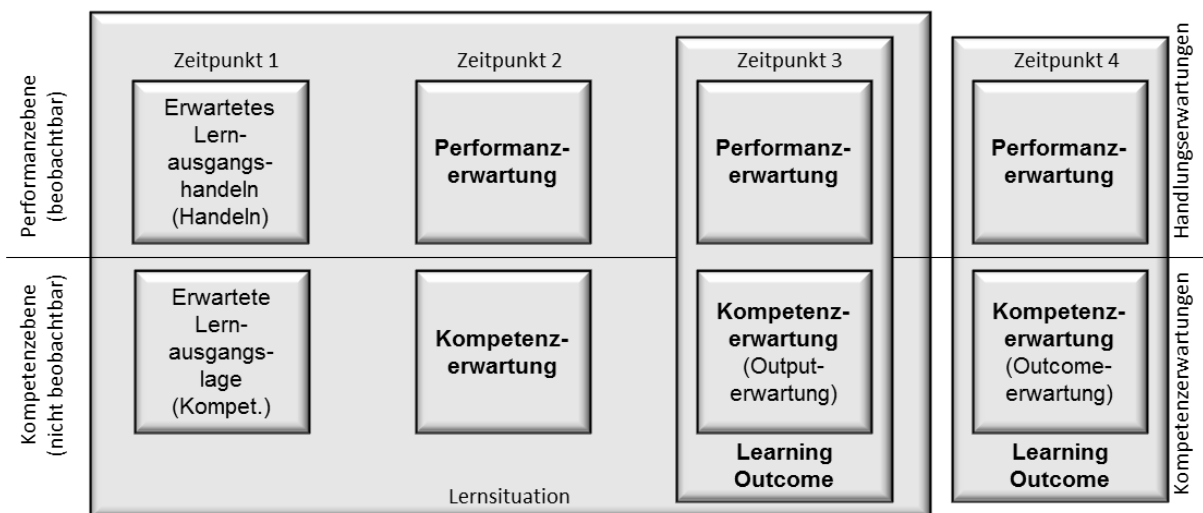 Zeitpunkt 1
Zeitpunkt 2
Zeitpunkt 3
Zeitpunkt 4
Performanzebene
(beobachtbar)
Erwartetes
Lern-
ausgangs-
handeln
(Handeln)
Performanz-
erwartung
Performanz-
erwartung
Performanz-
erwartung
Handlungserwartungen
Kompetenzebene
(nicht beobachtbar)
Erwartete
Lern-
ausgangs-
lage
(Kompet.)
Kompetenz-
erwartung
Kompetenz-
erwartung
(Output-
erwartung)
Kompetenz-
erwartung
(Outcome-
erwartung)
Kompetenzerwartungen
Learning
Outcome
Learning
Outcome
Lernsituation